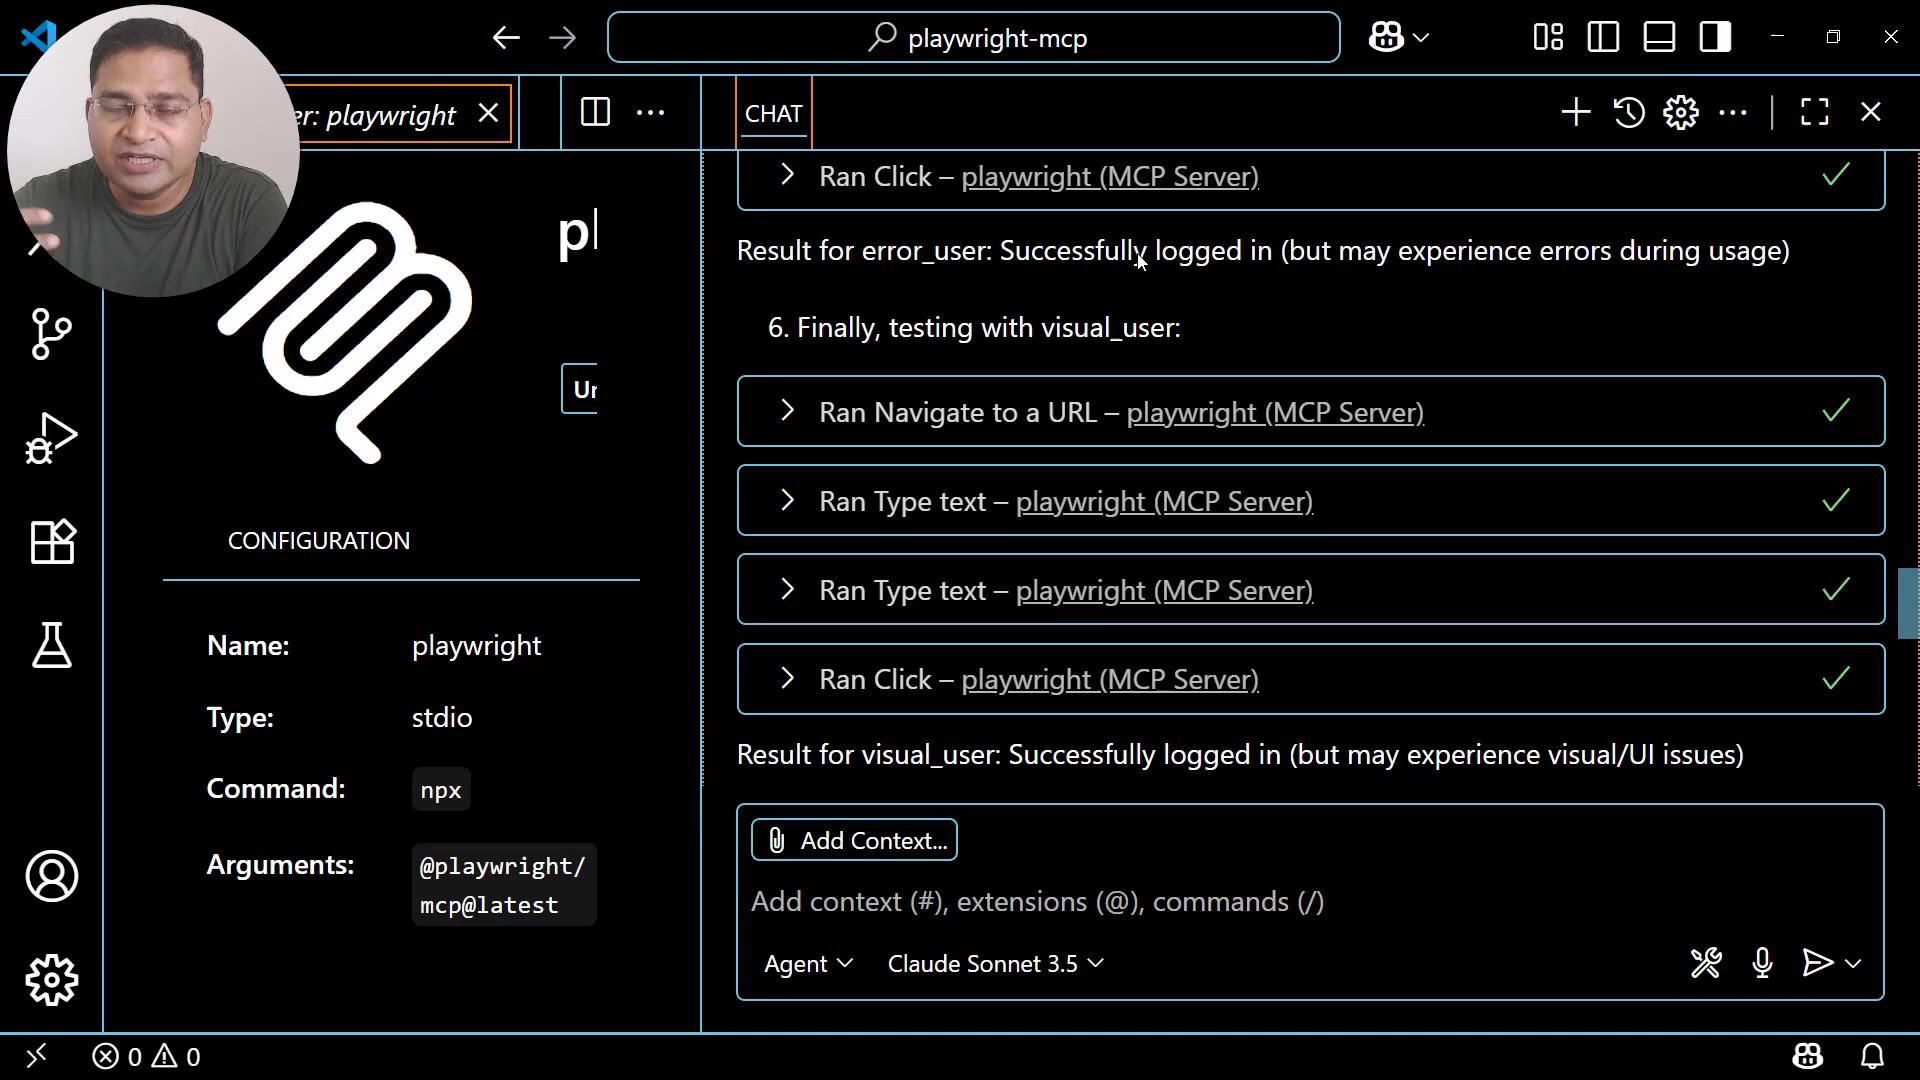 playwright-mcp
er: playwright
CHAT
Ran Click – playwright (MCP Server)
Result for error_user: Successfully logged in (but may experience errors during usage)
6. Finally, testing with visual_user:
Ran Navigate to a URL – playwright (MCP Server)
Ran Type text – playwright (MCP Server)
Ran Type text – playwright (MCP Server)
Ran Click – playwright (MCP Server)
Result for visual_user: Successfully logged in (but may experience visual/UI issues)
Add Context...
Add context (#), extensions (@), commands (/)
Agent
Claude Sonnet 3.5
pl
Un
CONFIGURATION
Name: playwright
Type: stdio
Command: npx
Arguments: @playwright/
mcp@latest
0 0